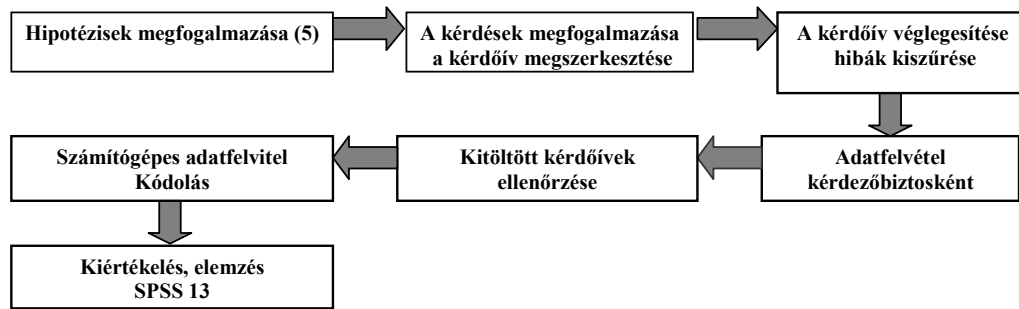 Hipotézisek megfogalmazása (5)
A kérdések megfogalmazása
a kérdőív megszerkesztése
A kérdőív véglegesítése
hibák kiszűrése
Adatfelvétel
kérdezőbiztosként
Kitöltött kérdőívek
ellenőrzése
Számítógépes adatfelvitel
Kódolás
Kiértékelés, elemzés
SPSS 13